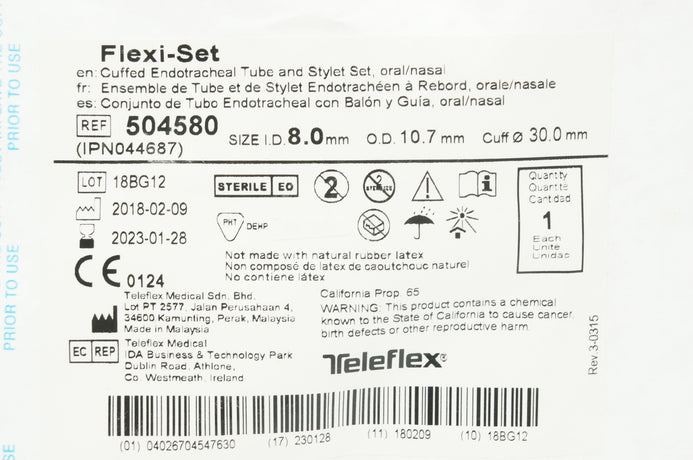 Flexi-Set
en: Cuffed Endotracheal Tube and Stylet Set, oral/nasal
fr: Ensemble de Tube et de Stylet Endotrachéen à Rebord, orale/nasale
es: Conjunto de Tubo Endotracheal con Balón y Guía, oral/nasal
REF 504580 SIZE I.D. 8.0 mm O.D. 10.7 mm Cuff Ø 30.0 mm
(IPN044687)
LOT 18BG12
2018-02-09
2023-01-28
STERILE EO 2
PHT DEHP
Quantity
Quantité
Cantidad
1
Each
Unité
Unidad
Not made with natural rubber latex
Non composé de latex de caoutchouc naturel
No contiene látex
CE 0124
Teleflex Medical Sdn. Bhd.
Lot PT 2577, Jalan Perusahaan 4,
34600 Kamunting, Perak, Malaysia
Made in Malaysia
EC REP Teleflex Medical
IDA Business & Technology Park
Dublin Road, Athlone,
Co. Westmeath, Ireland
California Prop. 65
WARNING: This product contains a chemical
known to the State of California to cause cancer,
birth defects or other reproductive harm.
Teleflex®
Rev 3-0315
(01) 04026704547630 (17) 230128 (11) 180209 (10) 18BG12
PRIOR TO USE
PRIOR TO USE